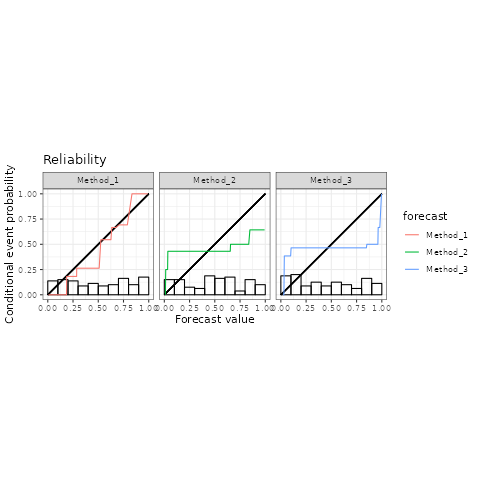 Reliability
Method_1 Method_2 Method_3
Conditional event probability
1.00
0.75
0.50
0.25
0.00
0.00 0.25 0.50 0.75 1.00 0.00 0.25 0.50 0.75 1.00 0.00 0.25 0.50 0.75 1.00
Forecast value
forecast
Method_1
Method_2
Method_3